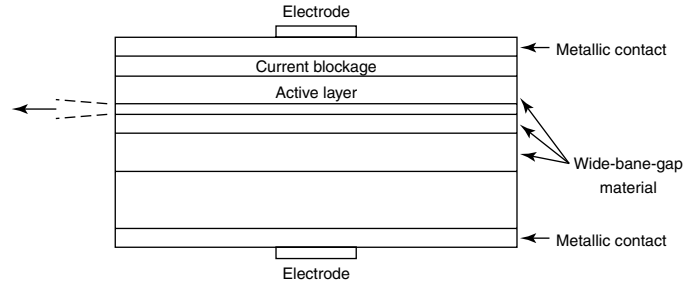 Electrode
Metallic contact
Current blockage
Active layer
Wide-bane-gap
material
Metallic contact
Electrode